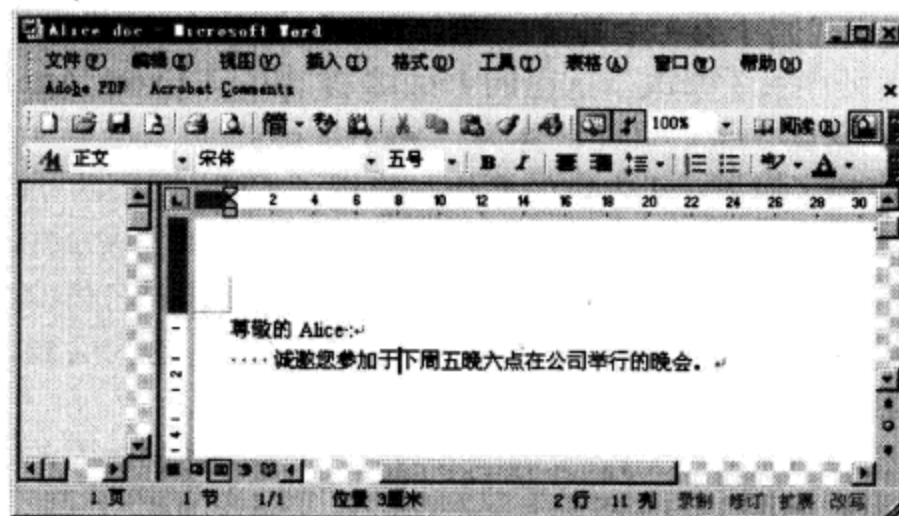 Alice doc - Microsoft Word
文件(F) 编辑(E) 视图(V) 插入(I) 格式(O) 工具(T) 表格(A) 窗口(W) 帮助(H)
Adobe PDF Acrobat Comments
100% 阅读(R)
正文 宋体 五号 B I A
2 4 6 8 10 12 14 16 18 20 22 24 26 28 30
尊敬的 Alice:
诚邀您参加于下周五晚六点在公司举行的晚会。
2
4
1 页 1 节 1/1 位置 3厘米 2 行 11 列 录制 修订 扩展 改写